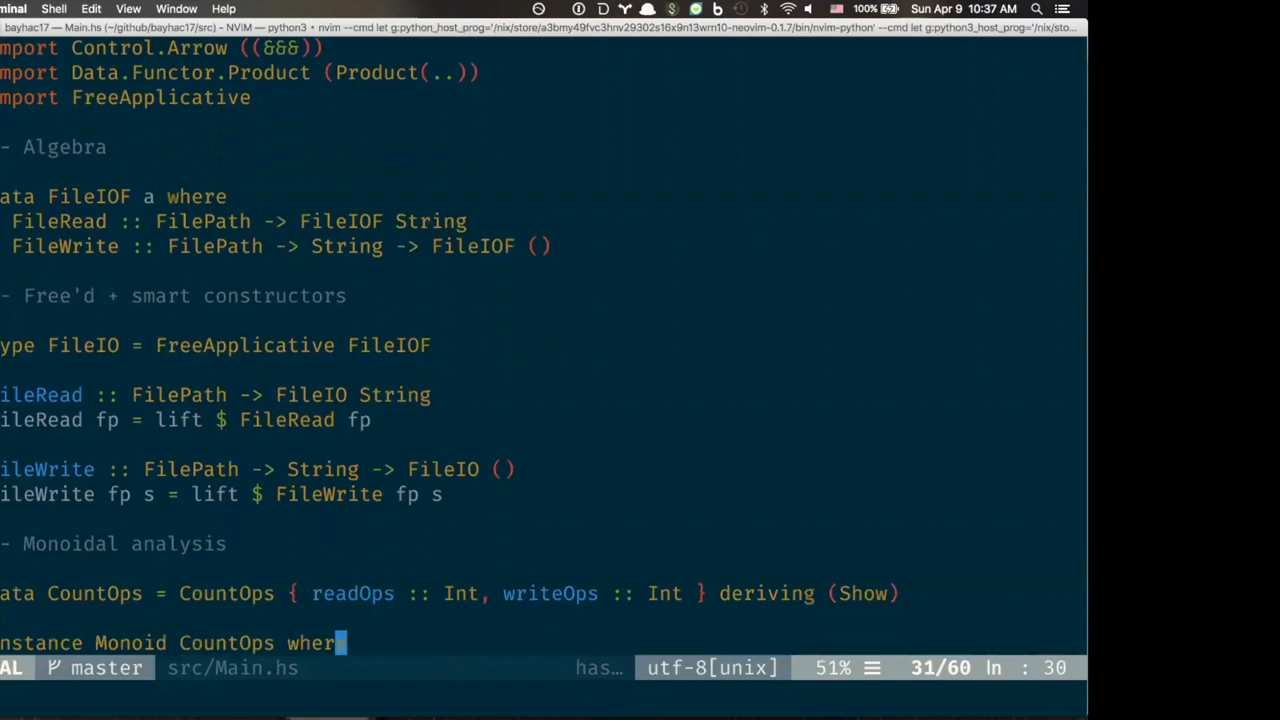 minal Shell Edit View Window Help 100% Sun Apr 9 10:37 AM
bayhac17 — Main.hs (~/github/bayhac17/src) - NVIM — python3 • nvim --cmd let g:python_host_prog='/nix/store/a3bmy49fvc3hnv29302s16x9n13wrn10-neovim-0.1.7/bin/nvim-python' --cmd let g:python3_host_prog='/nix/sto...
mport Control.Arrow ((&&&))
mport Data.Functor.Product (Product(..))
mport FreeApplicative
- Algebra
ata FileIOF a where
FileRead :: FilePath -> FileIOF String
FileWrite :: FilePath -> String -> FileIOF ()
- Free'd + smart constructors
ype FileIO = FreeApplicative FileIOF
ileRead :: FilePath -> FileIO String
ileRead fp = lift $ FileRead fp
ileWrite :: FilePath -> String -> FileIO ()
ileWrite fp s = lift $ FileWrite fp s
- Monoidal analysis
ata CountOps = CountOps { readOps :: Int, writeOps :: Int } deriving (Show)
nstance Monoid CountOps wher
AL master src/Main.hs has… utf-8[unix] 51% ☰ 31/60 ln : 30